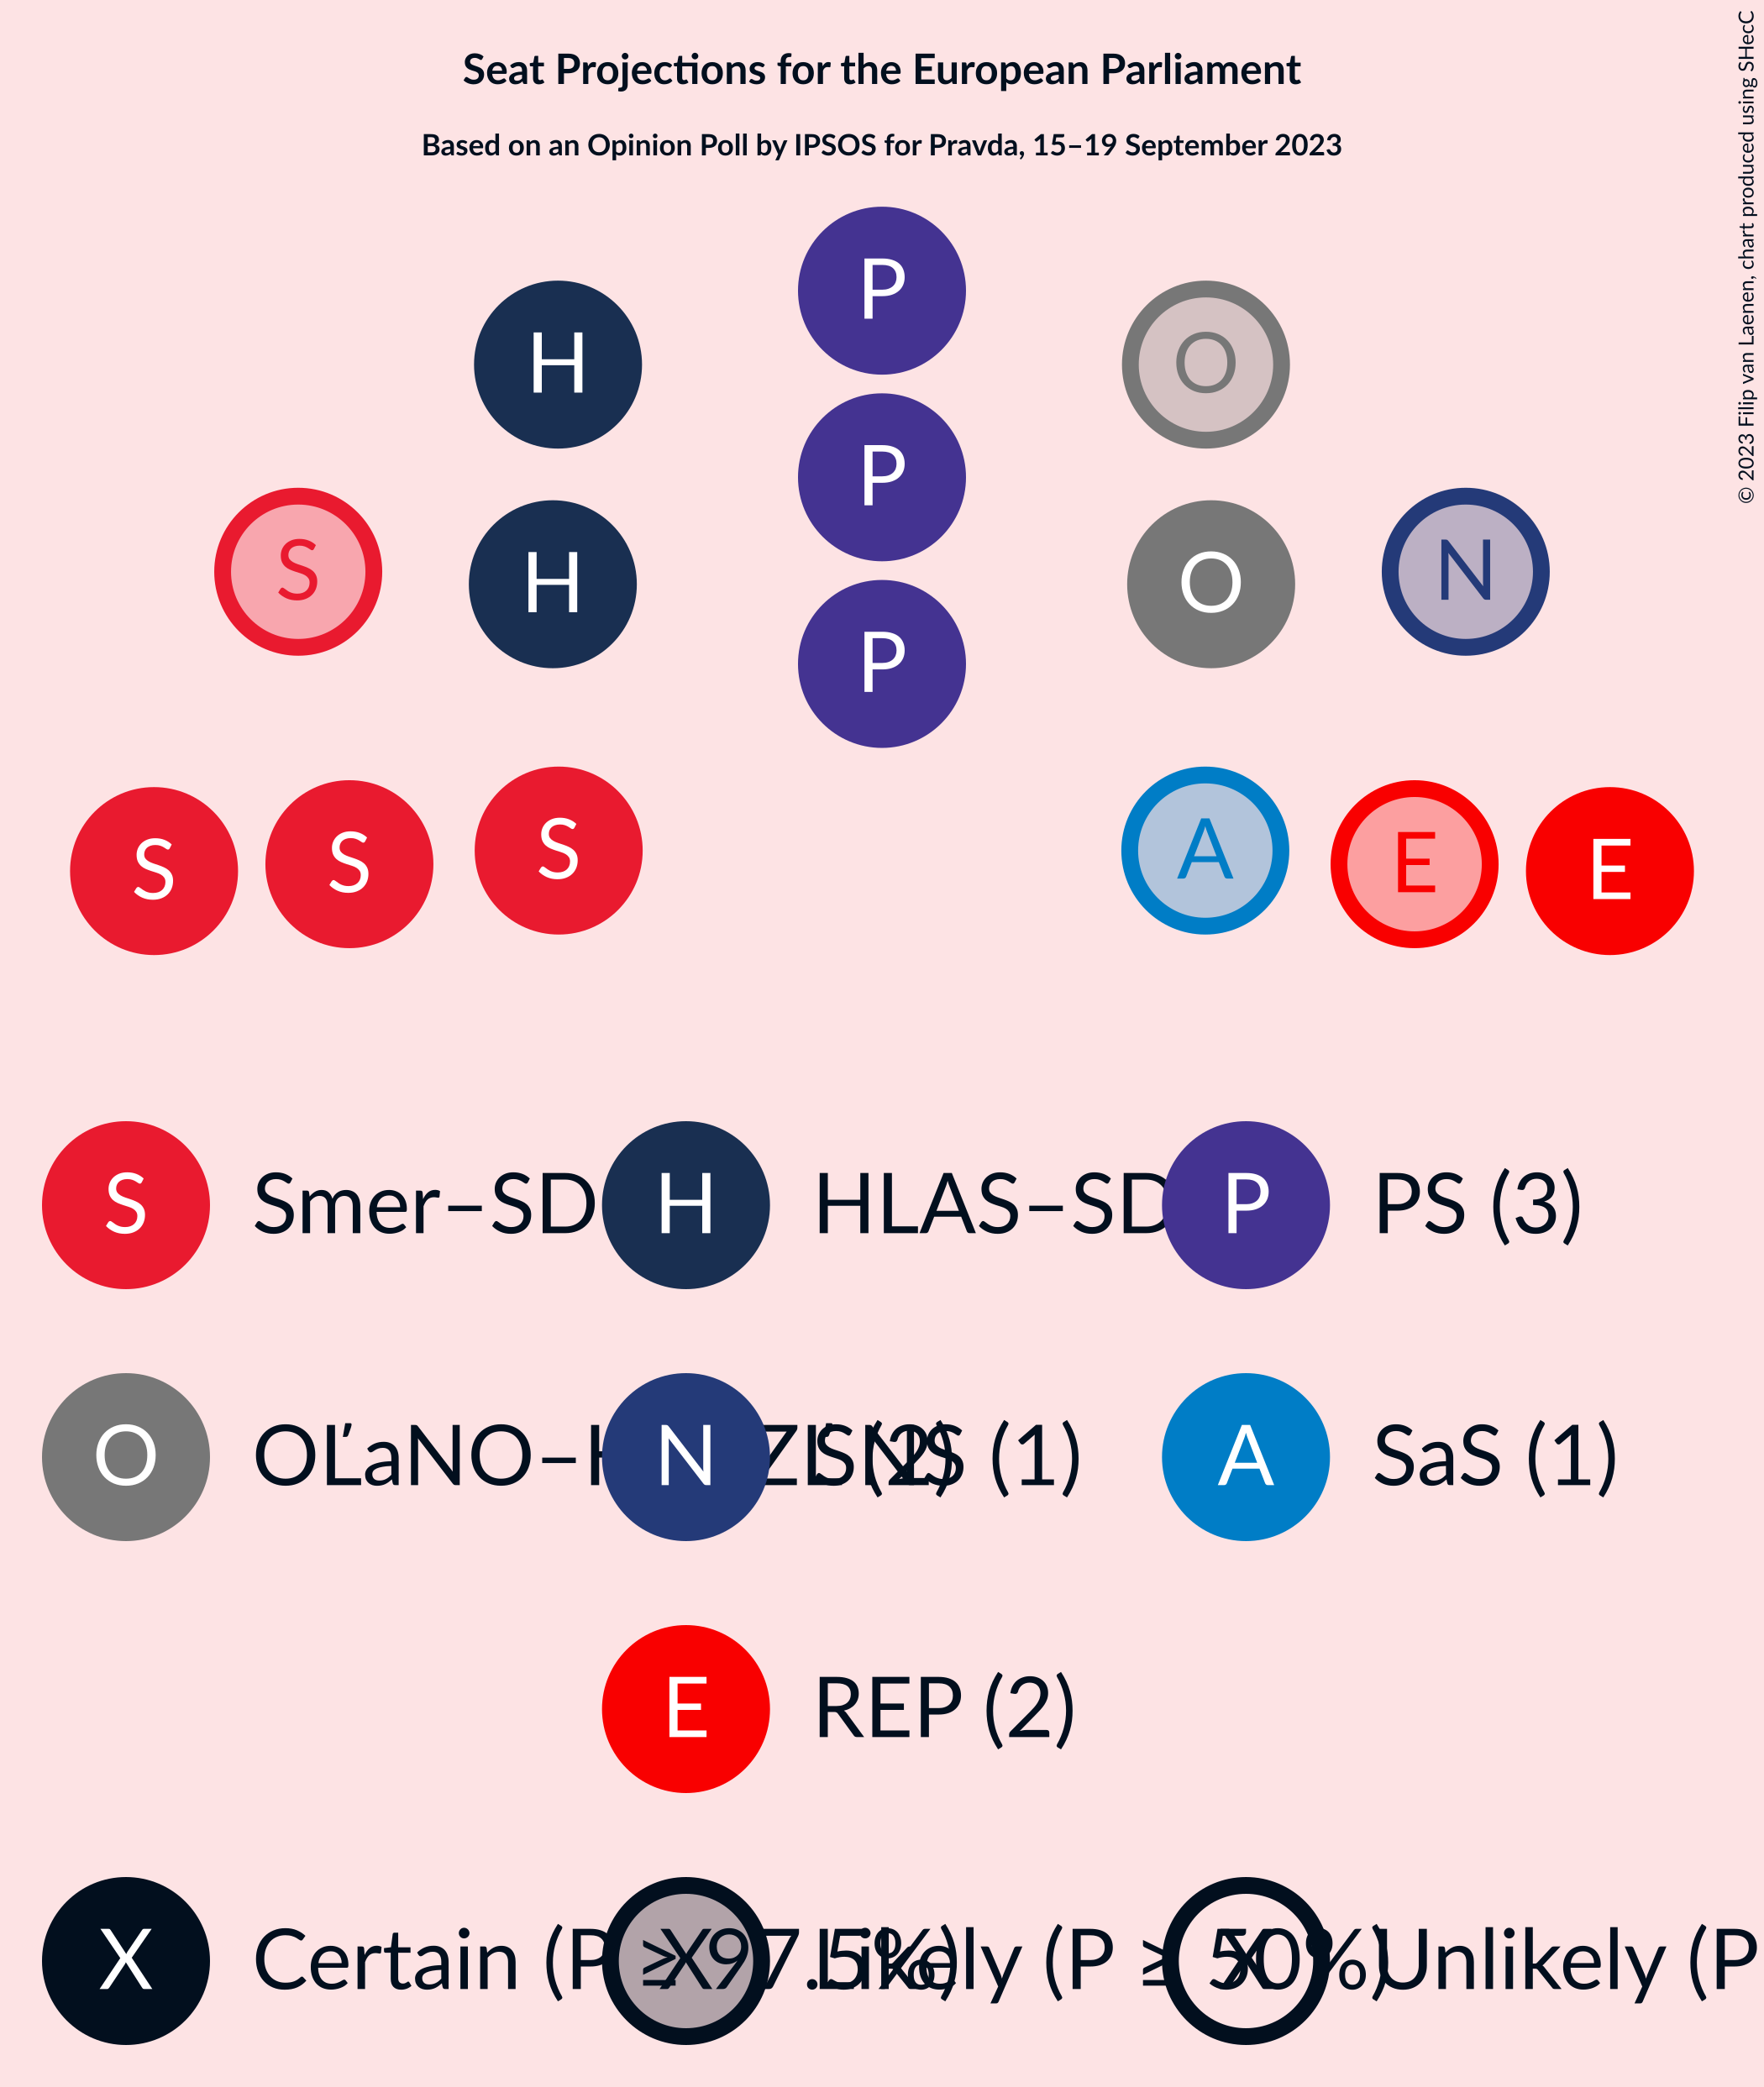 Seat Projections for the European Parliament
Based on an Opinion Poll by IPSOS for Pravda, 15–19 September 2023
© 2023 Filip van Laenen, chart produced using SHecC
P
H O
P
S H O N
P
S S S A E E
S Smer–SD H HLAS–SD P PS (3)
O OĽaNO– N SNS (1) A SaS (1)
E REP (2)
X Certain (P ≥ 97.5%) X Likely (P ≥ 50%) X Unlikely (P